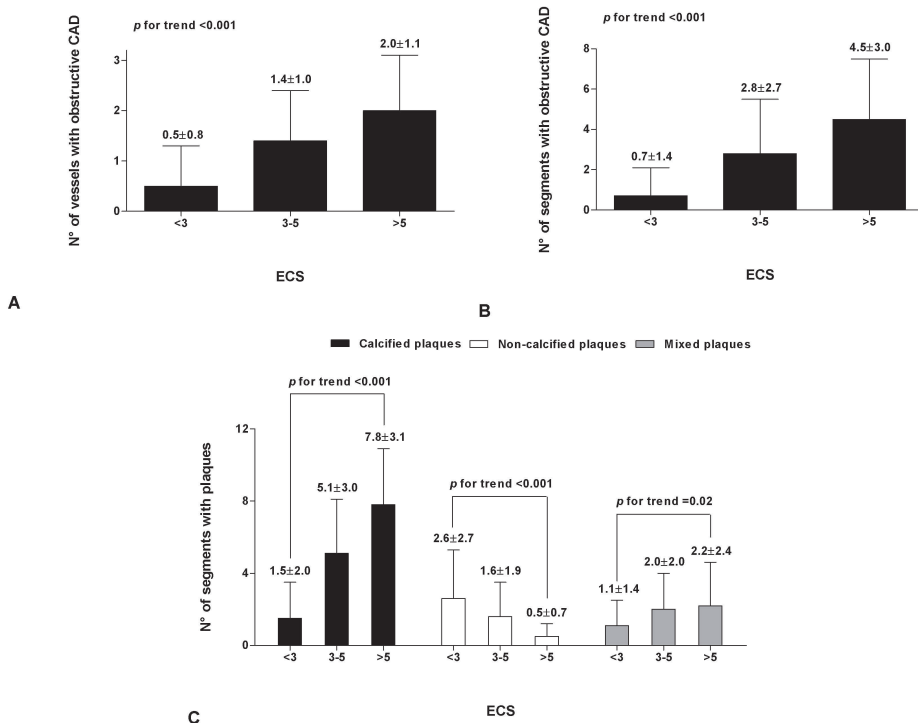 p for trend <0.001
N° of vessels with obstructive CAD
3
2
1
0
0.5±0.8
1.4±1.0
2.0±1.1
<3
3-5
>5
ECS
A
p for trend <0.001
N° of segments with obstructive CAD
8
6
4
2
0
0.7±1.4
2.8±2.7
4.5±3.0
<3
3-5
>5
ECS
B
Calcified plaques
Non-calcified plaques
Mixed plaques
N° of segments with plaques
12
8
4
0
p for trend <0.001
1.5±2.0
5.1±3.0
7.8±3.1
p for trend <0.001
2.6±2.7
1.6±1.9
0.5±0.7
p for trend =0.02
1.1±1.4
2.0±2.0
2.2±2.4
<3
3-5
>5
<3
3-5
>5
<3
3-5
>5
ECS
C